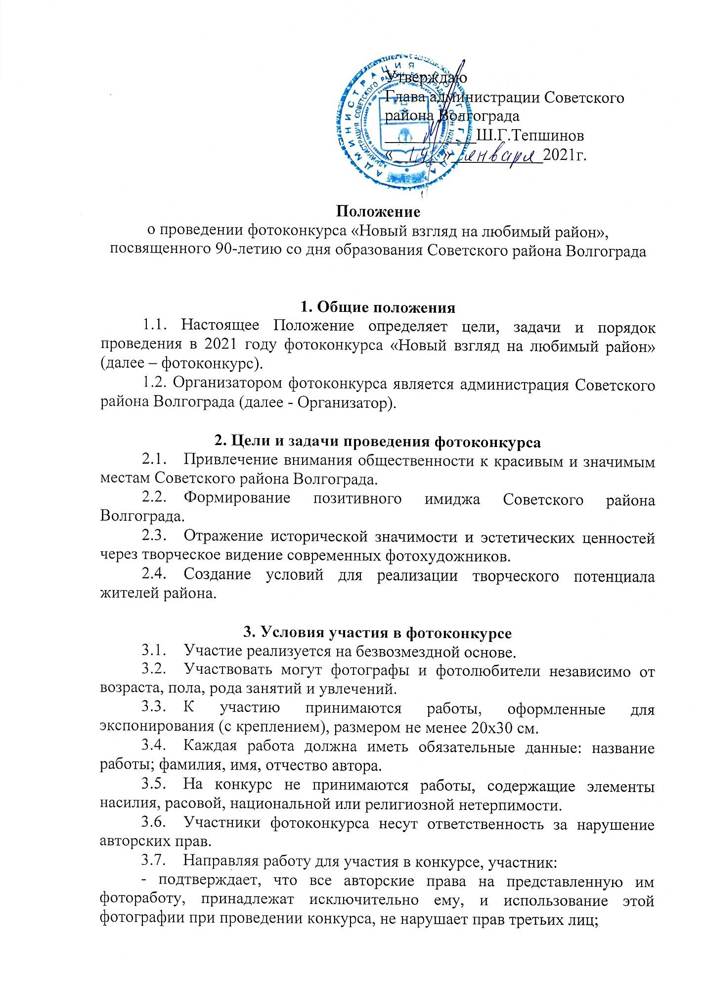 Утверждаю
Глава администрации Советского
района Волгограда
___________Ш.Г.Тепшинов
«__14__»_января_2021г.
АДМИНИСТРАЦИЯ ВОЛГОГРАДА
АДМИНИСТРАЦИЯ СОВЕТСКОГО РАЙОНА ВОЛГОГРАДА
Положение
о проведении фотоконкурса «Новый взгляд на любимый район»,
посвященного 90-летию со дня образования Советского района Волгограда
1. Общие положения
1.1. Настоящее Положение определяет цели, задачи и порядок
проведения в 2021 году фотоконкурса «Новый взгляд на любимый район»
(далее – фотоконкурс).
1.2. Организатором фотоконкурса является администрация Советского
района Волгограда (далее - Организатор).
2. Цели и задачи проведения фотоконкурса
2.1. Привлечение внимания общественности к красивым и значимым
местам Советского района Волгограда.
2.2. Формирование позитивного имиджа Советского района
Волгограда.
2.3. Отражение исторической значимости и эстетических ценностей
через творческое видение современных фотохудожников.
2.4. Создание условий для реализации творческого потенциала
жителей района.
3. Условия участия в фотоконкурсе
3.1. Участие реализуется на безвозмездной основе.
3.2. Участвовать могут фотографы и фотолюбители независимо от
возраста, пола, рода занятий и увлечений.
3.3. К участию принимаются работы, оформленные для
экспонирования (с креплением), размером не менее 20х30 см.
3.4. Каждая работа должна иметь обязательные данные: название
работы; фамилия, имя, отчество автора.
3.5. На конкурс не принимаются работы, содержащие элементы
насилия, расовой, национальной или религиозной нетерпимости.
3.6. Участники фотоконкурса несут ответственность за нарушение
авторских прав.
3.7. Направляя работу для участия в конкурсе, участник:
- подтверждает, что все авторские права на представленную им
фотоработу, принадлежат исключительно ему, и использование этой
фотографии при проведении конкурса, не нарушает прав третьих лиц;